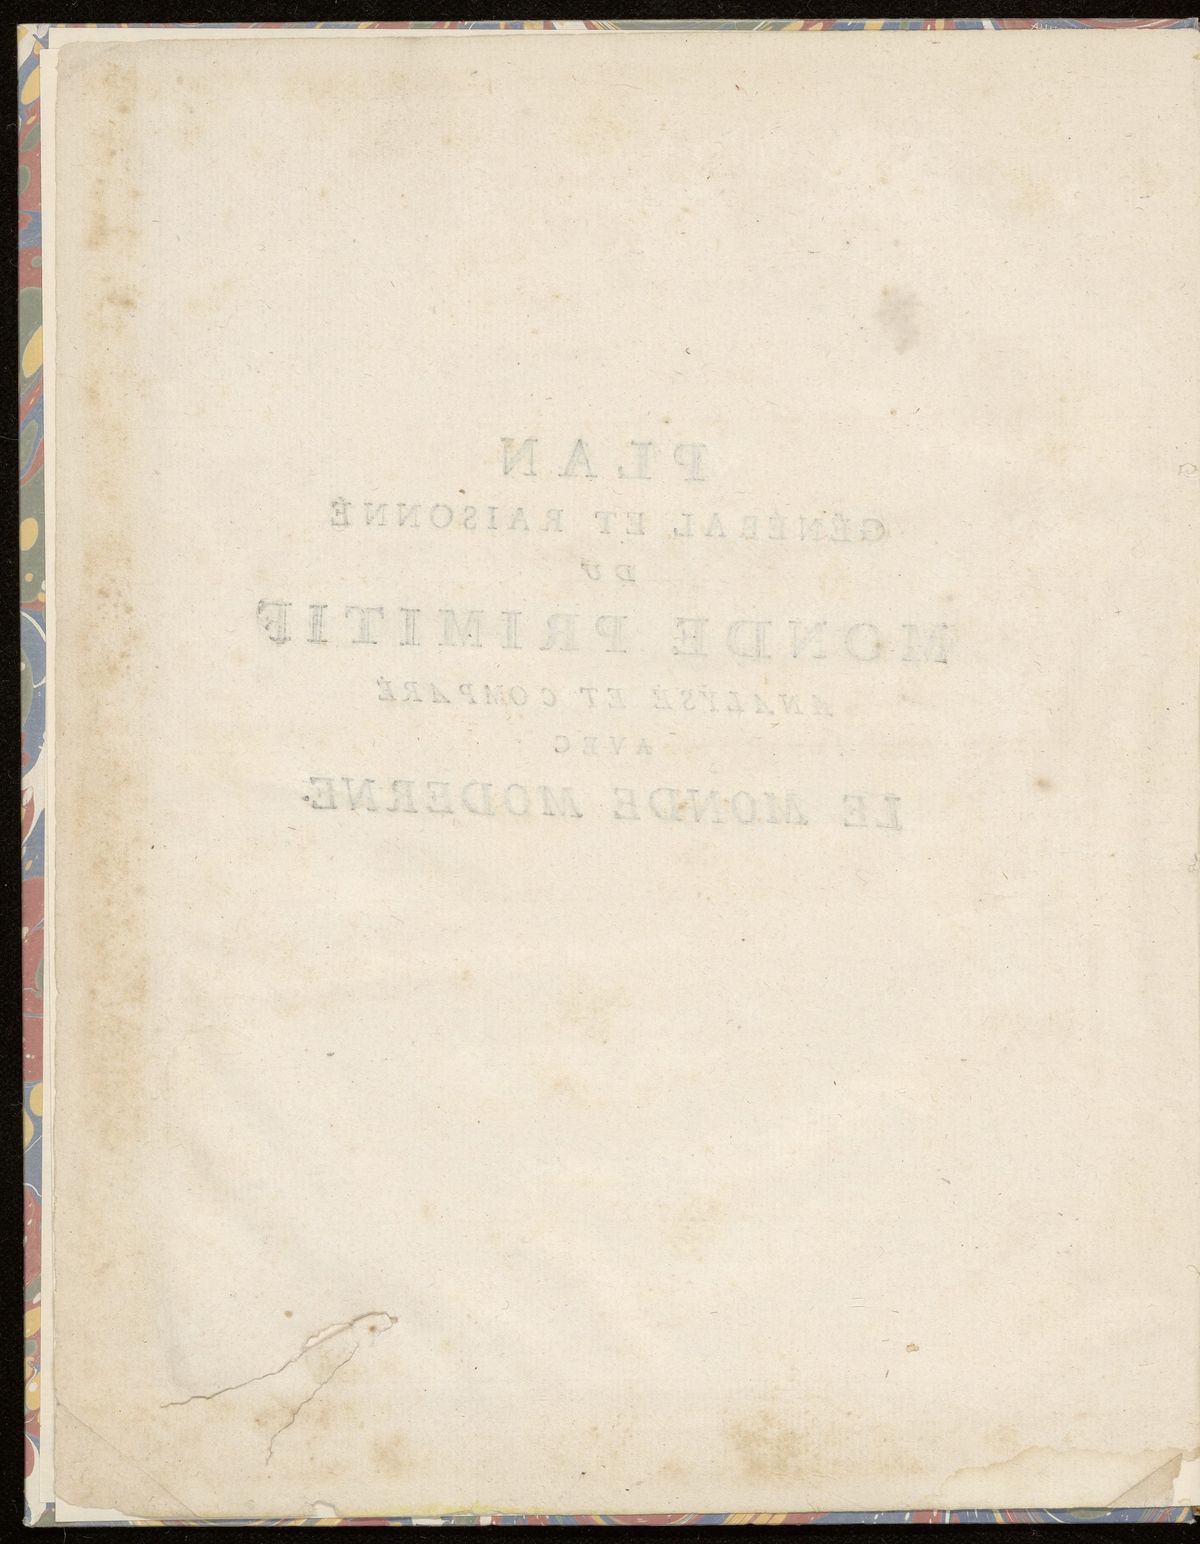 PLAN
GÉNÉRAL ET RAISONNÉ
DU
MONDE PRIMITIF
ANALYSÉ ET COMPARÉ
AVEC
LE MONDE MODERNE.